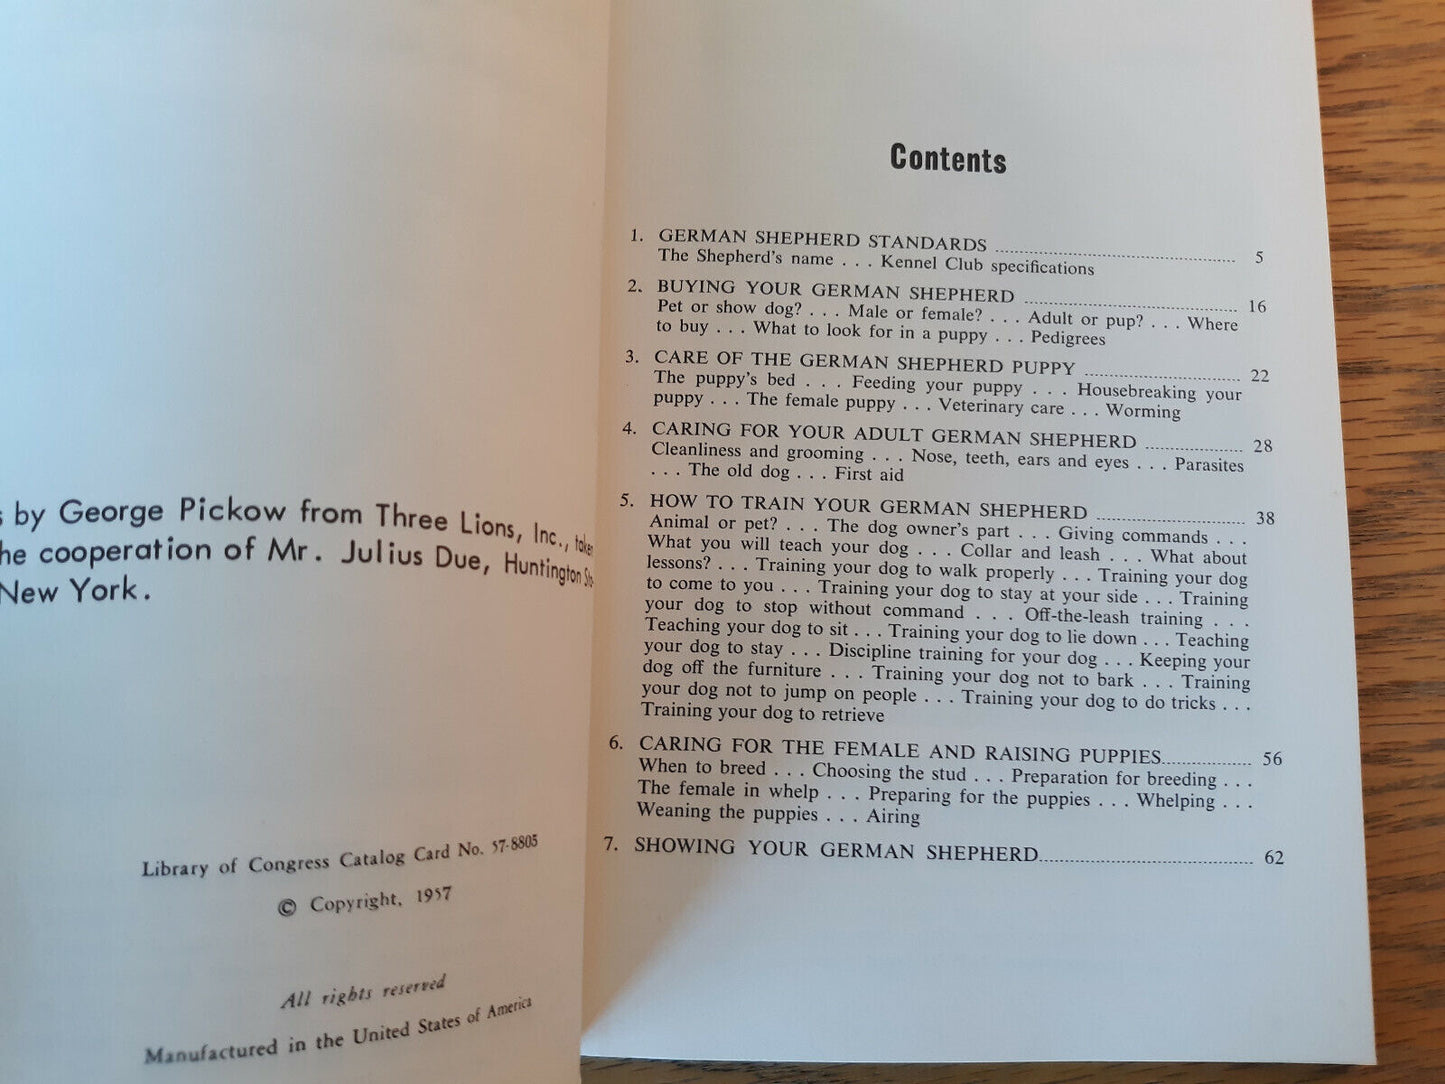 s by George Pickow from Three Lions, Inc., taken
he cooperation of Mr. Julius Due, Huntington
New York.
Library of Congress Catalog Card No. 57-8805
© Copyright, 1957
All rights reserved
Manufactured in the United States of America
Contents
1. GERMAN SHEPHERD STANDARDS ........ 5
The Shepherd's name . . . Kennel Club specifications
2. BUYING YOUR GERMAN SHEPHERD ........ 16
Pet or show dog? . . . Male or female? . . . Adult or pup? . . . Where
to buy . . . What to look for in a puppy . . . Pedigrees
3. CARE OF THE GERMAN SHEPHERD PUPPY ........ 22
The puppy's bed . . . Feeding your puppy . . . Housebreaking your
puppy . . . The female puppy . . . Veterinary care . . . Worming
4. CARING FOR YOUR ADULT GERMAN SHEPHERD ........ 28
Cleanliness and grooming . . . Nose, teeth, ears and eyes . . . Parasites
. . . The old dog . . . First aid
5. HOW TO TRAIN YOUR GERMAN SHEPHERD ........ 38
Animal or pet? . . . The dog owner's part . . . Giving commands . . .
What you will teach your dog . . . Collar and leash . . . What about
lessons? . . . Training your dog to walk properly . . . Training your dog
to come to you . . . Training your dog to stay at your side . . . Training
your dog to stop without command . . . Off-the-leash training . . .
Teaching your dog to sit . . . Training your dog to lie down . . . Teaching
your dog to stay . . . Discipline training for your dog . . . Keeping your
dog off the furniture . . . Training your dog not to bark . . . Training
your dog not to jump on people . . . Training your dog to do tricks . . .
Training your dog to retrieve
6. CARING FOR THE FEMALE AND RAISING PUPPIES ........ 56
When to breed . . . Choosing the stud . . . Preparation for breeding . . .
The female in whelp . . . Preparing for the puppies . . . Whelping . . .
Weaning the puppies . . . Airing
7. SHOWING YOUR GERMAN SHEPHERD ........ 62